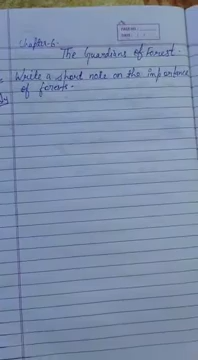 Chapter-6.
The Guardians of Forest.
Write a short note on the importance
of forests.